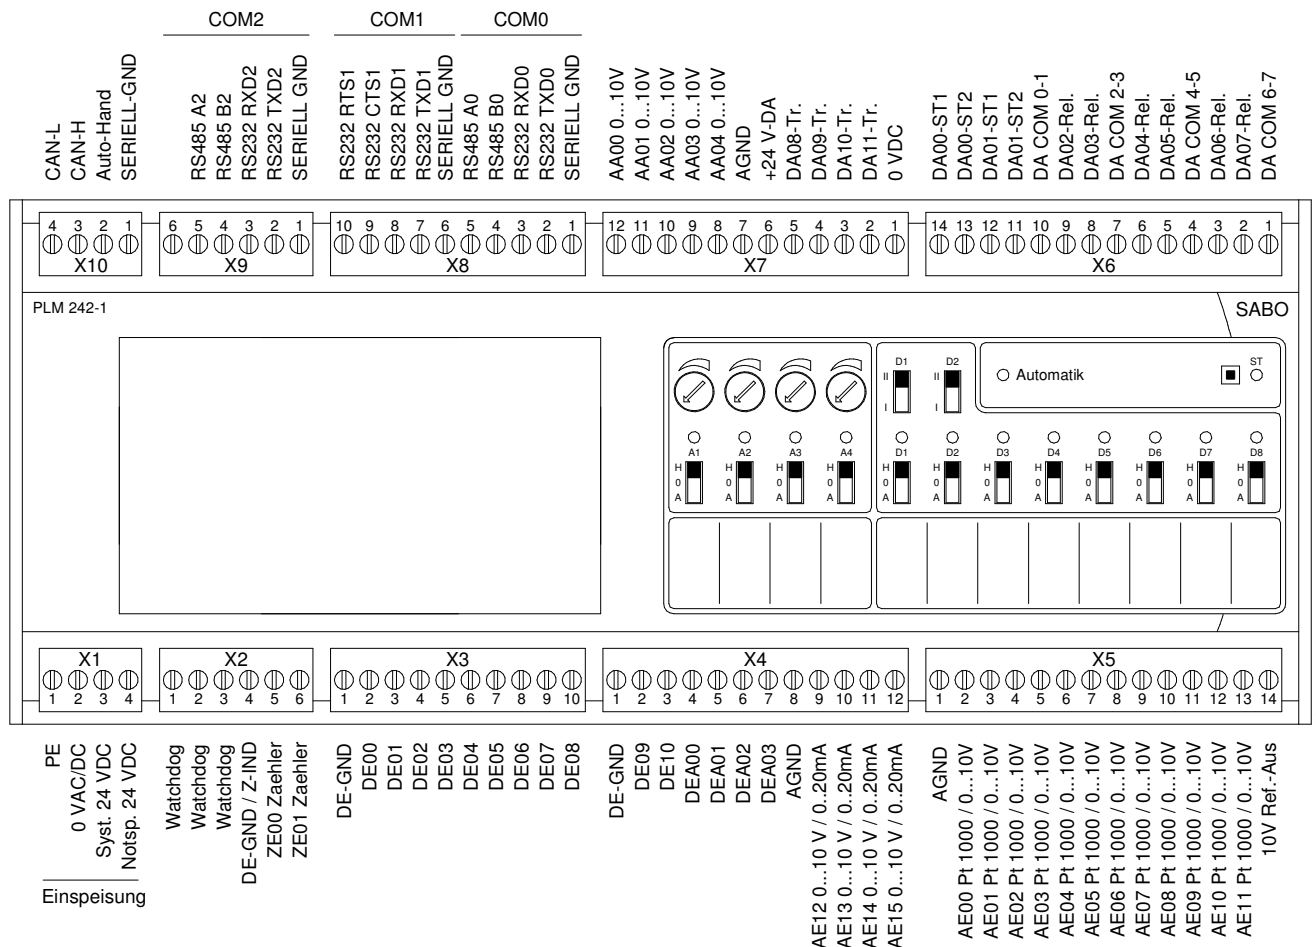 COM2
COM1
COM0
CAN-L
CAN-H
Auto-Hand
SERIELL-GND
RS485 A2
RS485 B2
RS232 RXD2
RS232 TXD2
SERIELL GND
RS232 RTS1
RS232 CTS1
RS232 RXD1
RS232 TXD1
SERIELL GND
RS485 A0
RS485 B0
RS232 RXD0
RS232 TXD0
SERIELL GND
AA00 0...10V
AA01 0...10V
AA02 0...10V
AA03 0...10V
AA04 0...10V
AGND
+24 V-DA
DA08-Tr.
DA09-Tr.
DA10-Tr.
DA11-Tr.
0 VDC
DA00-ST1
DA00-ST2
DA01-ST1
DA01-ST2
DA COM 0-1
DA02-Rel.
DA03-Rel.
DA COM 2-3
DA04-Rel.
DA05-Rel.
DA COM 4-5
DA06-Rel.
DA07-Rel.
DA COM 6-7
4 3 2 1
X10
6 5 4 3 2 1
X9
10 9 8 7 6 5 4 3 2 1
X8
12 11 10 9 8 7 6 5 4 3 2 1
X7
14 13 12 11 10 9 8 7 6 5 4 3 2 1
X6
PLM 242-1
SABO
D1
II
I
D2
II
I
Automatik
ST
A1
H
0
A
A2
H
0
A
A3
H
0
A
A4
H
0
A
D1
H
0
A
D2
H
0
A
D3
H
0
A
D4
H
0
A
D5
H
0
A
D6
H
0
A
D7
H
0
A
D8
H
0
A
X1
1 2 3 4
X2
1 2 3 4 5 6
X3
1 2 3 4 5 6 7 8 9 10
X4
1 2 3 4 5 6 7 8 9 10 11 12
X5
1 2 3 4 5 6 7 8 9 10 11 12 13 14
PE
0 VAC/DC
Syst. 24 VDC
Notsp. 24 VDC
Einspeisung
Watchdog
Watchdog
Watchdog
DE-GND / Z-IND
ZE00 Zaehler
ZE01 Zaehler
DE-GND
DE00
DE01
DE02
DE03
DE04
DE05
DE06
DE07
DE08
DE-GND
DE09
DE10
DEA00
DEA01
DEA02
DEA03
AGND
AE12 0...10 V / 0..20mA
AE13 0...10 V / 0..20mA
AE14 0...10 V / 0..20mA
AE15 0...10 V / 0..20mA
AGND
AE00 Pt 1000 / 0...10V
AE01 Pt 1000 / 0...10V
AE02 Pt 1000 / 0...10V
AE03 Pt 1000 / 0...10V
AE04 Pt 1000 / 0...10V
AE05 Pt 1000 / 0...10V
AE06 Pt 1000 / 0...10V
AE07 Pt 1000 / 0...10V
AE08 Pt 1000 / 0...10V
AE09 Pt 1000 / 0...10V
AE10 Pt 1000 / 0...10V
AE11 Pt 1000 / 0...10V
10V Ref.-Aus